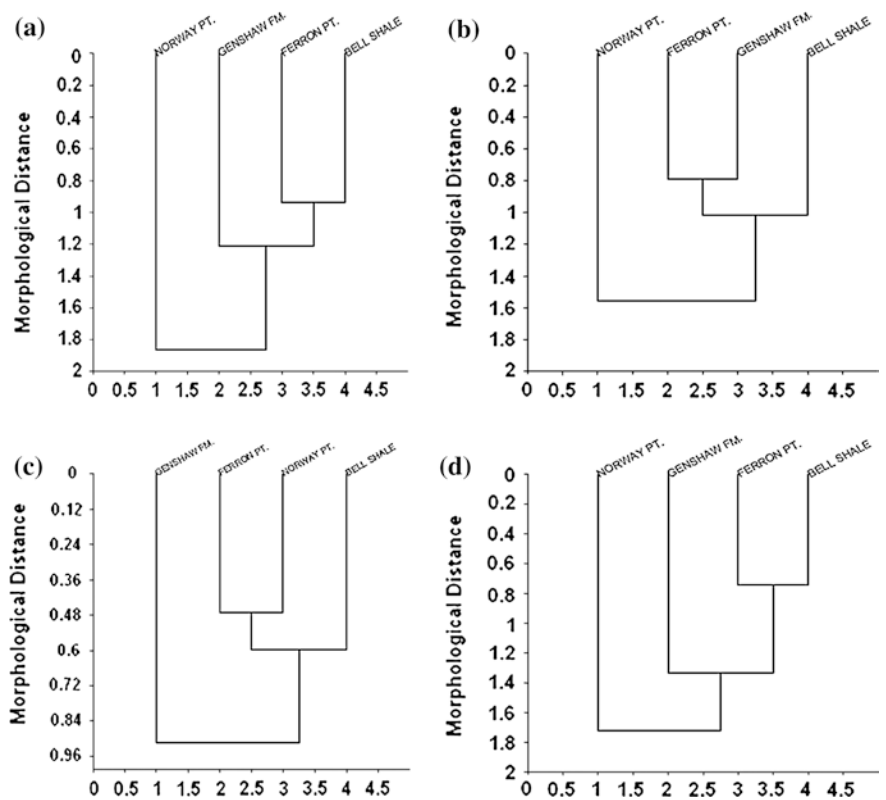 (a)
NORWAY PT.
GENSHAW FM.
FERRON PT.
BELL SHALE
Morphological Distance
0
0.2
0.4
0.6
0.8
1
1.2
1.4
1.6
1.8
2
0 0.5 1 1.5 2 2.5 3 3.5 4 4.5
(b)
NORWAY PT.
FERRON PT.
GENSHAW FM.
BELL SHALE
Morphological Distance
0
0.2
0.4
0.6
0.8
1
1.2
1.4
1.6
1.8
2
0 0.5 1 1.5 2 2.5 3 3.5 4 4.5
(c)
GENSHAW FM.
FERRON PT.
NORWAY PT.
BELL SHALE
Morphological Distance
0
0.12
0.24
0.36
0.48
0.6
0.72
0.84
0.96
0 0.5 1 1.5 2 2.5 3 3.5 4 4.5
(d)
NORWAY PT.
GENSHAW FM.
FERRON PT.
BELL SHALE
Morphological Distance
0
0.2
0.4
0.6
0.8
1
1.2
1.4
1.6
1.8
2
0 0.5 1 1.5 2 2.5 3 3.5 4 4.5